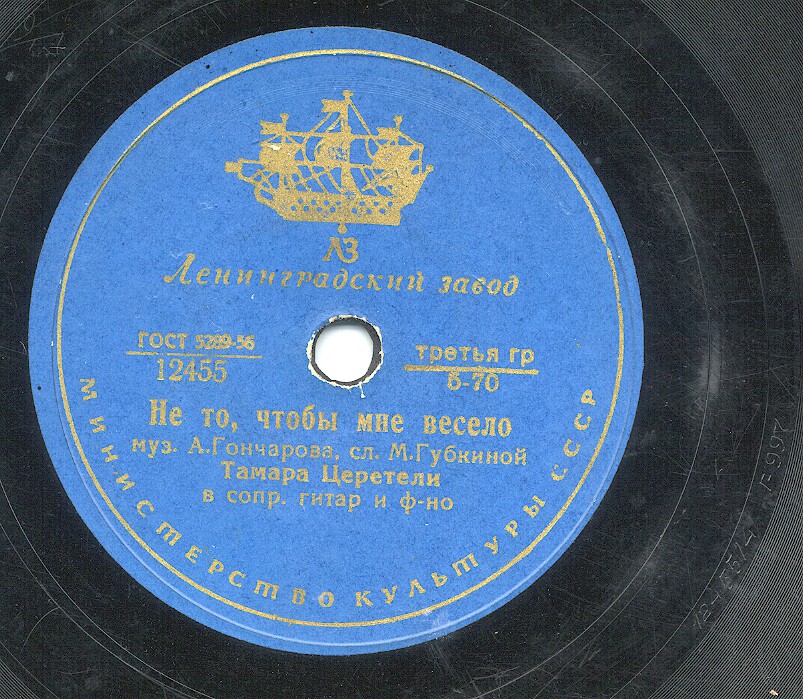 ЛЗ
Ленинградский завод
ГОСТ 5289-56
12455
третья гр
6-70
Не то, чтобы мне весело
муз. А.Гончарова, сл. М.Губкиной
Тамара Церетели
в сопр. гитар и ф-но
МИНИСТЕРСТВО КУЛЬТУРЫ СССР